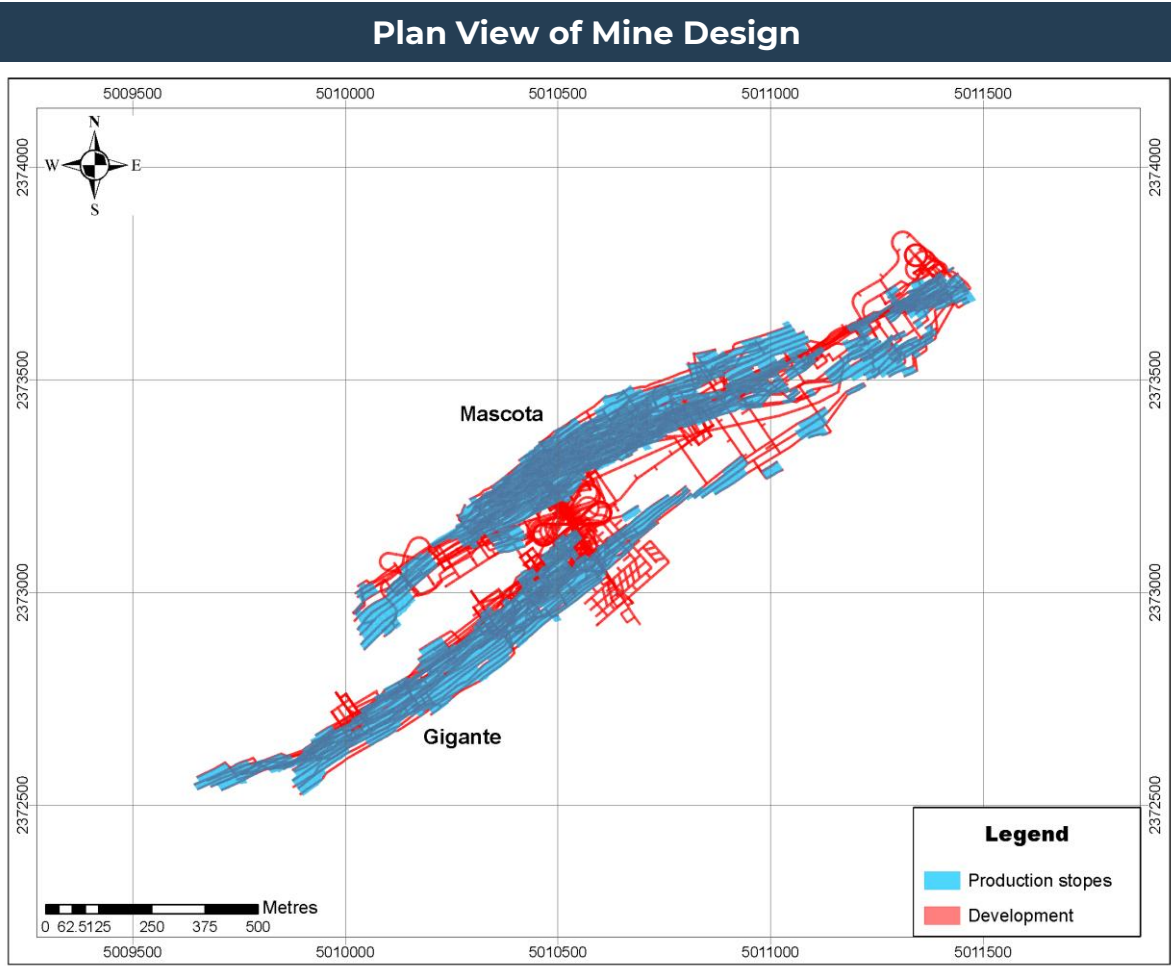 Plan View of Mine Design
5009500 5010000 5010500 5011000 5011500
N
W E
S
2374000 2374000
2373500 2373500
Mascota
2373000 2373000
Gigante
2372500 2372500
Legend
Production stopes
Development
Metres
0 62.5125 250 375 500
5009500 5010000 5010500 5011000 5011500